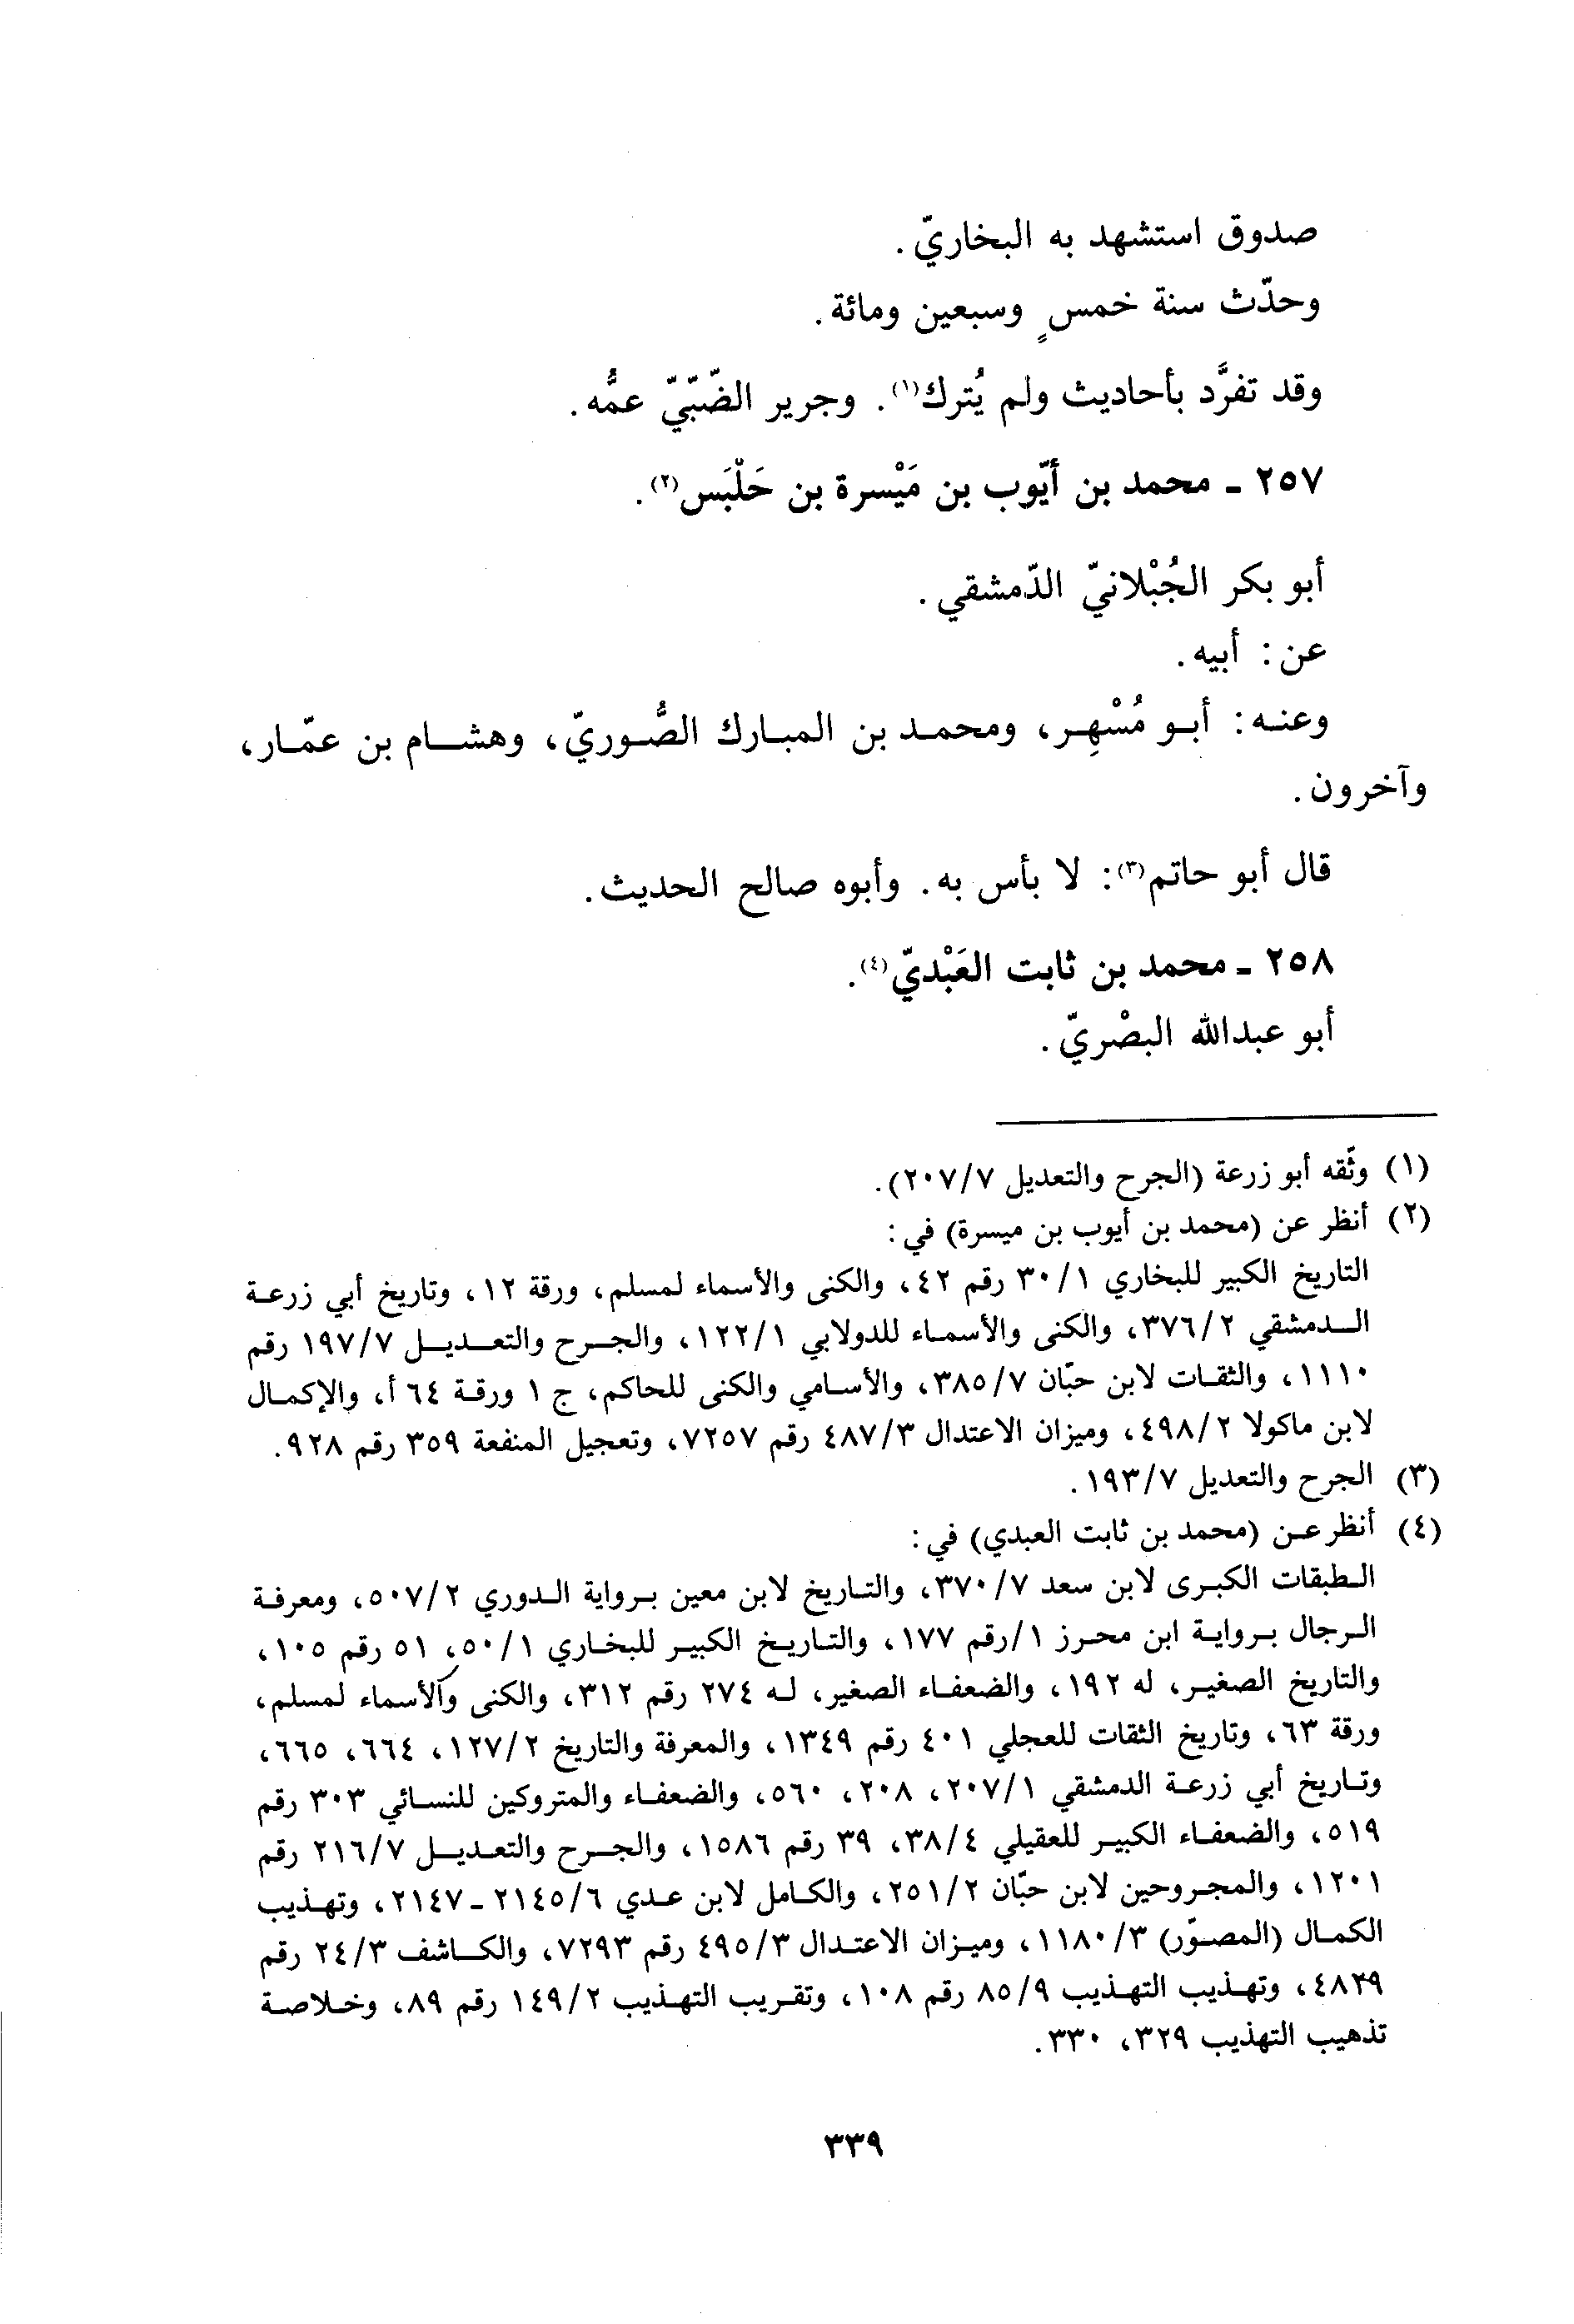 صدوق استشهد به البخاريّ.
وحدّث سنة خمسٍ وسبعين ومائة.
وقد تفرَّد بأحاديث ولم يُترك(١). وجرير الضّبّيّ عمُّه.
٢٥٧ ـ محمد بن أيّوب بن مَيْسرة بن حَلْبَس(٢).
أبو بكر الجُبْلانيّ الدّمشقي.
عن: أبيه.
وعنه: أبو مُسْهِر، ومحمد بن المبارك الصُّوريّ، وهشام بن عمّار،
وآخرون.
قال أبو حاتم(٣): لا بأس به. وأبوه صالح الحديث.
٢٥٨ ـ محمد بن ثابت العَبْديّ(٤).
أبو عبدالله البصْريّ.
(١) وثّقه أبو زرعة (الجرح والتعديل ٢٠٧/٧).
(٢) أنظر عن (محمد بن أيوب بن ميسرة) في:
التاريخ الكبير للبخاري ٣٠/١ رقم ٤٢، والكنى والأسماء لمسلم، ورقة ١٢، وتاريخ أبي زرعة
الدمشقي ٣٧٦/٢، والكنى والأسماء للدولابي ١٢٢/١، والجرح والتعديل ١٩٧/٧ رقم
١١١٠، والثقات لابن حبّان ٣٨٥/٧، والأسامي والكنى للحاكم، ج ١ ورقة ٦٤ أ، والإكمال
لابن ماكولا ٤٩٨/٢، وميزان الاعتدال ٤٨٧/٣ رقم ٧٢٥٧، وتعجيل المنفعة ٣٥٩ رقم ٩٢٨.
(٣) الجرح والتعديل ١٩٣/٧.
(٤) أنظر عن (محمد بن ثابت العبدي) في:
الطبقات الكبرى لابن سعد ٣٧٠/٧، والتاريخ لابن معين برواية الدوري ٥٠٧/٢، ومعرفة
الرجال برواية ابن محرز ١/رقم ١٧٧، والتاريخ الكبير للبخاري ٥٠/١، ٥١ رقم ١٠٥،
والتاريخ الصغير، له ١٩٢، والضعفاء الصغير، له ٢٧٤ رقم ٣١٢، والكنى والأسماء لمسلم،
ورقة ٦٣، وتاريخ الثقات للعجلي ٤٠١ رقم ١٣٤٩، والمعرفة والتاريخ ١٢٧/٢، ٦٦٤، ٦٦٥،
وتاريخ أبي زرعة الدمشقي ٢٠٧/١، ٢٠٨، ٥٦٠، والضعفاء والمتروكين للنسائي ٣٠٣ رقم
٥١٩، والضعفاء الكبير للعقيلي ٣٨/٤، ٣٩ رقم ١٥٨٦، والجرح والتعديل ٢١٦/٧ رقم
١٢٠١، والمجروحين لابن حبّان ٢٥١/٢، والكامل لابن عدي ٢١٤٥/٦ ـ ٢١٤٧، وتهذيب
الكمال (المصوّر) ١١٨٠/٣، وميزان الاعتدال ٤٩٥/٣ رقم ٧٢٩٣، والكاشف ٢٤/٣ رقم
٤٨٣٩، وتهذيب التهذيب ٨٥/٩ رقم ١٠٨، وتقريب التهذيب ١٤٩/٢ رقم ٨٩، وخلاصة
تذهيب التهذيب ٣٢٩، ٣٣٠.
٣٣٩